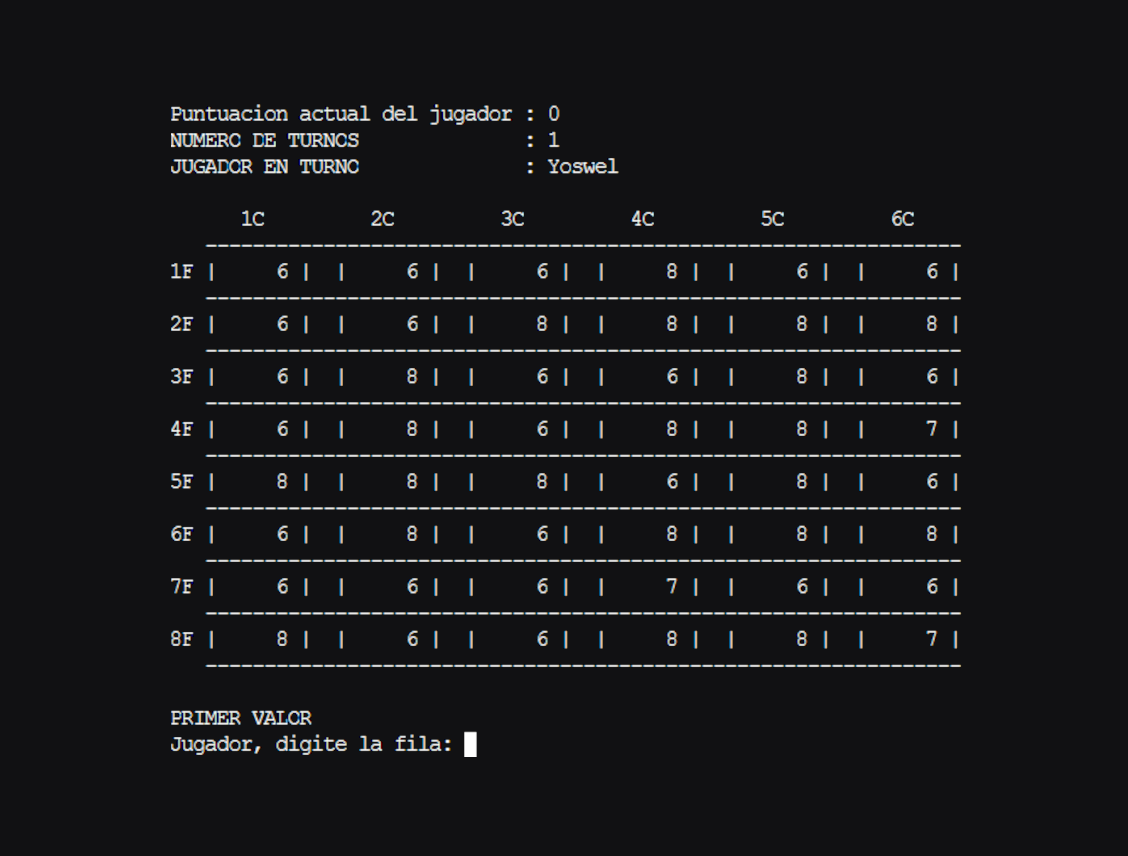 Puntuacion actual del jugador : 0
NUMERO DE TURNOS : 1
JUGADOR EN TURNO : Yoswel
1C 2C 3C 4C 5C 6C
1F | 6 | | 6 | | 6 | | 8 | | 6 | | 6 |
2F | 6 | | 6 | | 8 | | 8 | | 8 | | 8 |
3F | 6 | | 8 | | 6 | | 6 | | 8 | | 6 |
4F | 6 | | 8 | | 6 | | 8 | | 8 | | 7 |
5F | 8 | | 8 | | 8 | | 6 | | 8 | | 6 |
6F | 6 | | 8 | | 6 | | 8 | | 8 | | 8 |
7F | 6 | | 6 | | 6 | | 7 | | 6 | | 6 |
8F | 8 | | 6 | | 6 | | 8 | | 8 | | 7 |
PRIMER VALOR
Jugador, digite la fila: